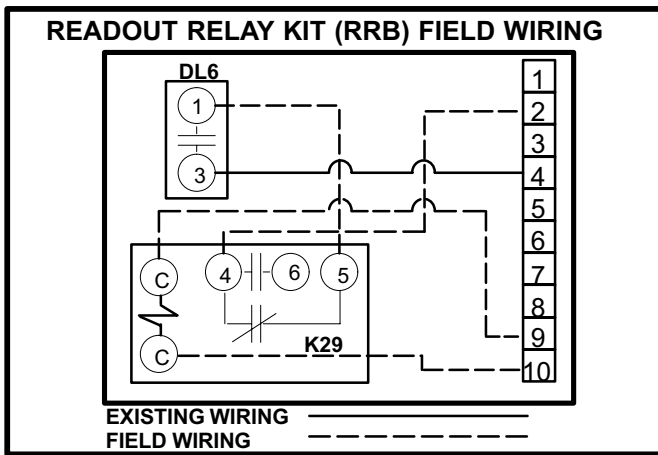 READOUT RELAY KIT (RRB) FIELD WIRING
DL6
1
3
C
C
4
6
5
K29
1
2
3
4
5
6
7
8
9
10
EXISTING WIRING
FIELD WIRING